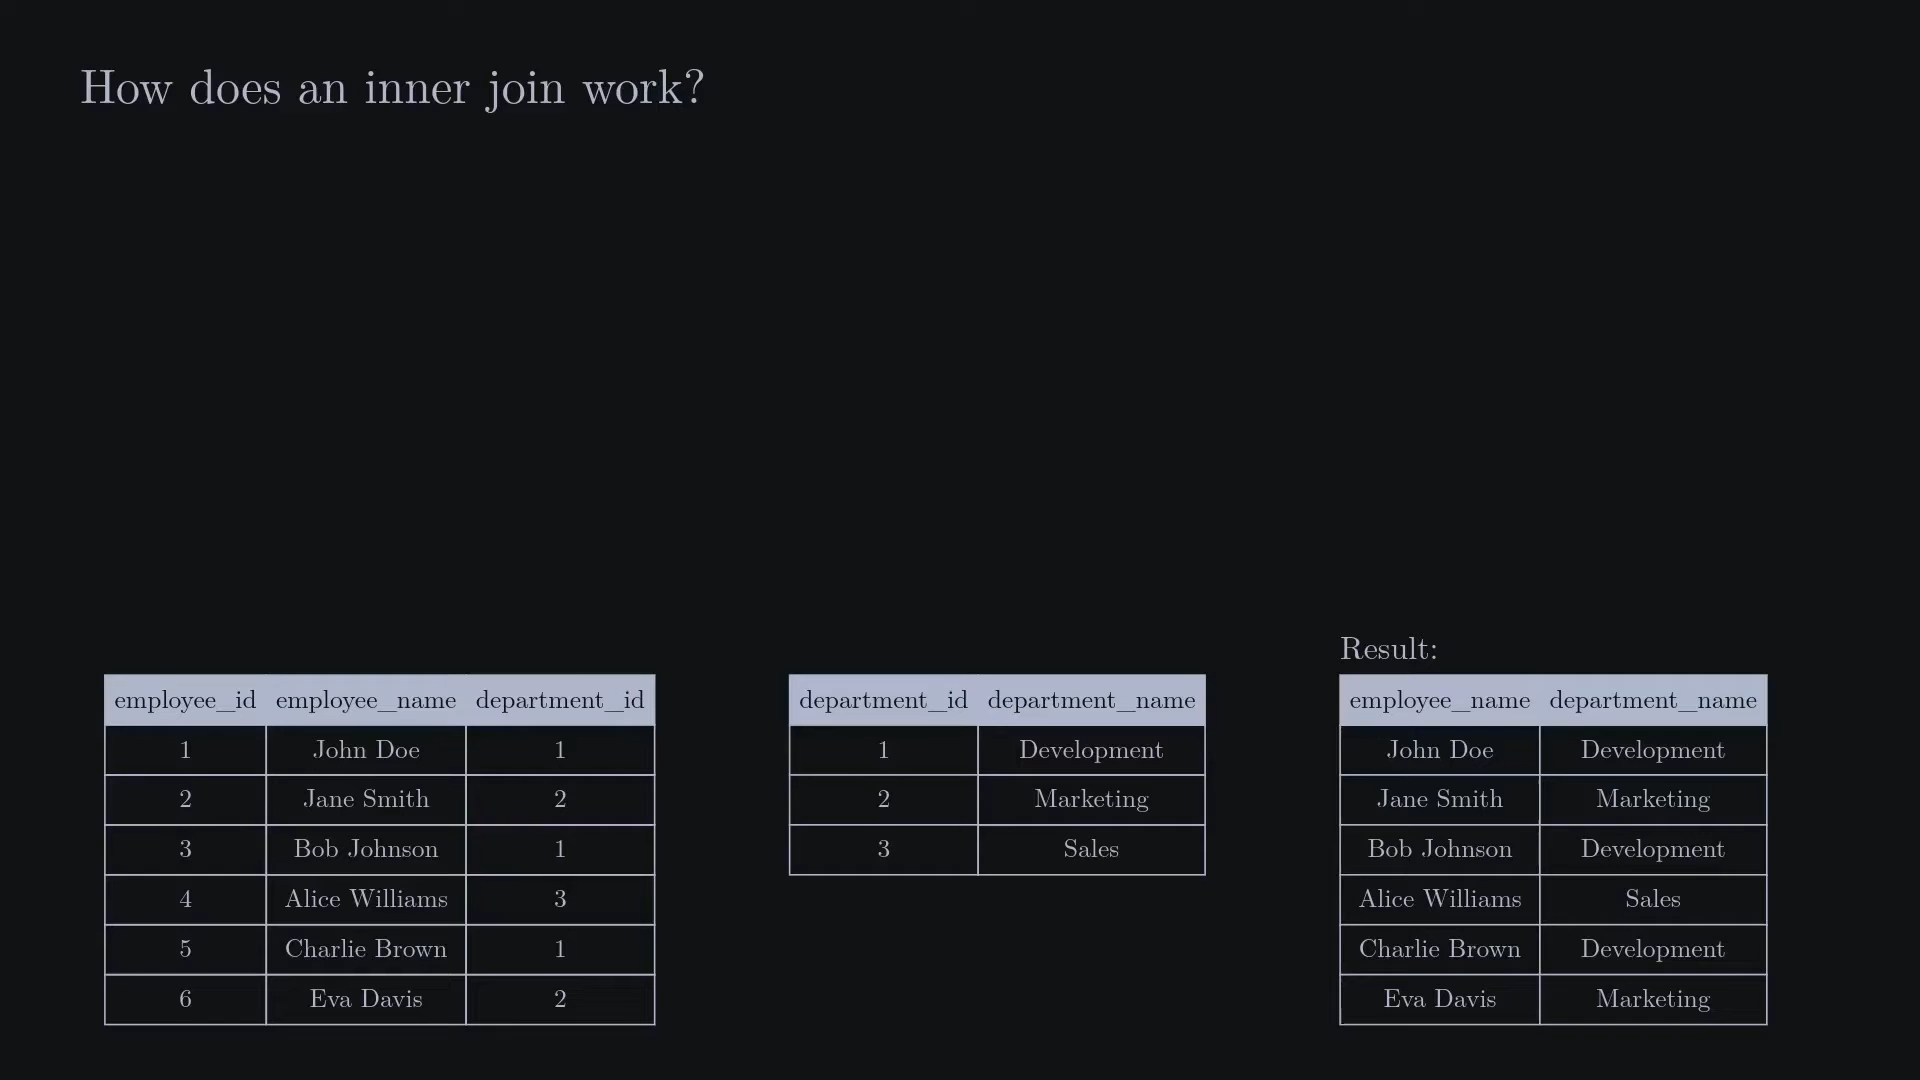 How does an inner join work?
Result:
employee_id employee_name department_id
1 John Doe 1
2 Jane Smith 2
3 Bob Johnson 1
4 Alice Williams 3
5 Charlie Brown 1
6 Eva Davis 2
department_id department_name
1 Development
2 Marketing
3 Sales
employee_name department_name
John Doe Development
Jane Smith Marketing
Bob Johnson Development
Alice Williams Sales
Charlie Brown Development
Eva Davis Marketing